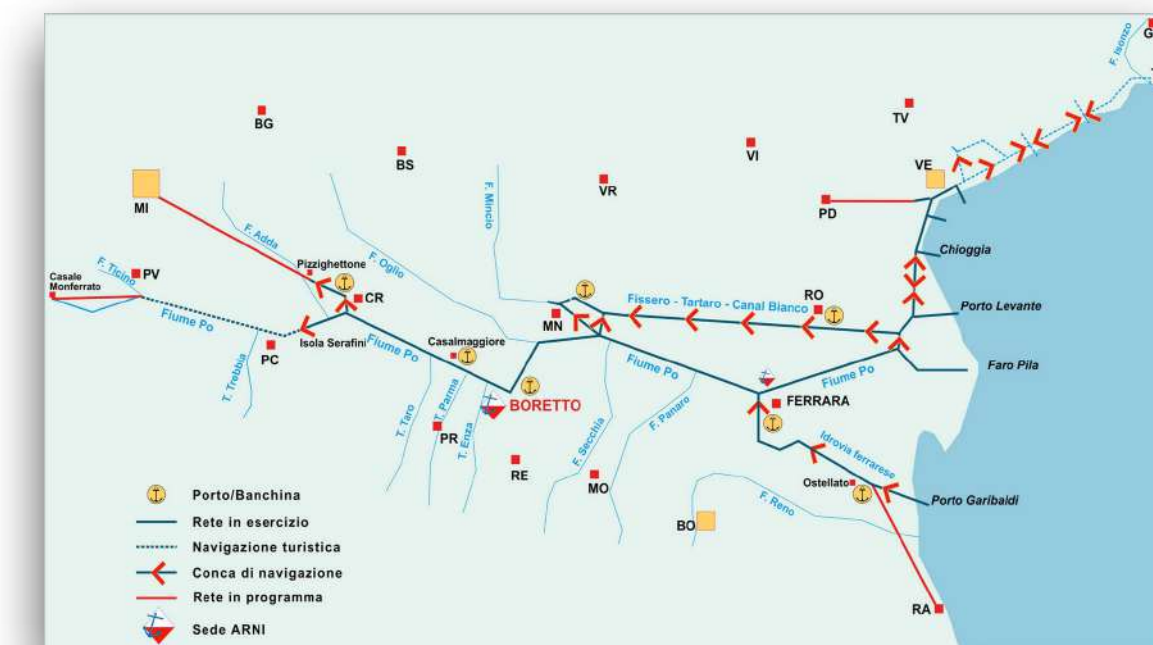 G
F. Isonzo
TV
BG
VI
BS
VE
VR
F. Mincio
MI
PD
F. Adda
Chioggia
Pizzighettone
F. Oglio
F. Ticino
PV
Casale
Monferrato
CR
Fissero - Tartaro - Canal Bianco
RO
Porto Levante
MN
Fiume Po
Isola Serafini
PC
Casalmaggiore
Fiume Po
Fiume Po
Faro Pila
Fiume Po
T. Trebbia
BORETTO
FERRARA
T. Taro
T. Parma
PR
T. Enza
F. Secchia
F. Panaro
Idrovia ferrarese
RE
MO
Ostellato
Porto Garibaldi
F. Reno
BO
RA
Porto/Banchina
Rete in esercizio
Navigazione turistica
Conca di navigazione
Rete in programma
Sede ARNI